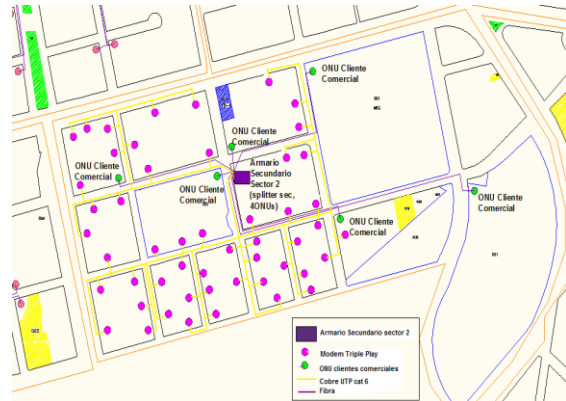 ONU Cliente
Comercial
ONU Cliente
Comercial
ONU Cliente
Comercial
ONU Cliente
Comercial
Armario
Secundario
Sector 2
(splitter sec,
4ONUs)
ONU Cliente
Comercial
ONU Cliente
Comercial
Armario Secundario sector 2
Modem Triple Play
ONU clientes comerciales
Cobre UTP cat 6
Fibra